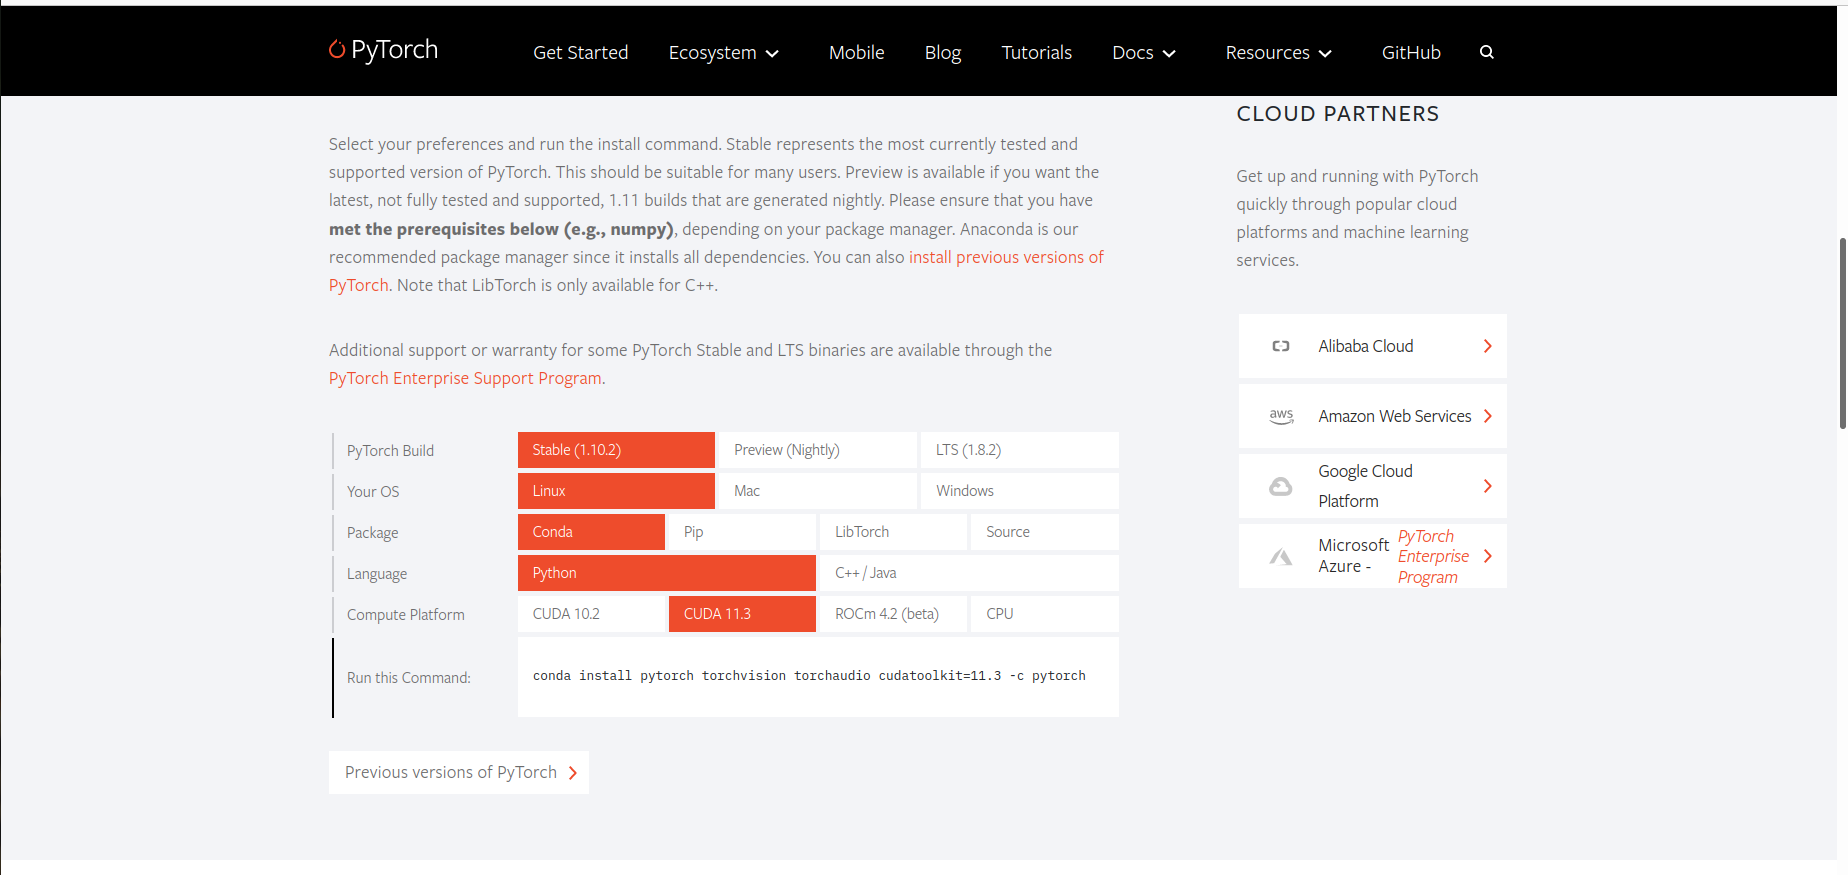 PyTorch
Get Started
Ecosystem
Mobile
Blog
Tutorials
Docs
Resources
GitHub
Select your preferences and run the install command. Stable represents the most currently tested and
supported version of PyTorch. This should be suitable for many users. Preview is available if you want the
latest, not fully tested and supported, 1.11 builds that are generated nightly. Please ensure that you have
met the prerequisites below (e.g., numpy), depending on your package manager. Anaconda is our
recommended package manager since it installs all dependencies. You can also install previous versions of
PyTorch. Note that LibTorch is only available for C++.
Additional support or warranty for some PyTorch Stable and LTS binaries are available through the
PyTorch Enterprise Support Program.
PyTorch Build
Stable (1.10.2)
Preview (Nightly)
LTS (1.8.2)
Your OS
Linux
Mac
Windows
Package
Conda
Pip
LibTorch
Source
Language
Python
C++ / Java
Compute Platform
CUDA 10.2
CUDA 11.3
ROCm 4.2 (beta)
CPU
Run this Command:
conda install pytorch torchvision torchaudio cudatoolkit=11.3 -c pytorch
Previous versions of PyTorch
CLOUD PARTNERS
Get up and running with PyTorch
quickly through popular cloud
platforms and machine learning
services.
Alibaba Cloud
aws
Amazon Web Services
Google Cloud
Platform
Microsoft
Azure -
PyTorch
Enterprise
Program